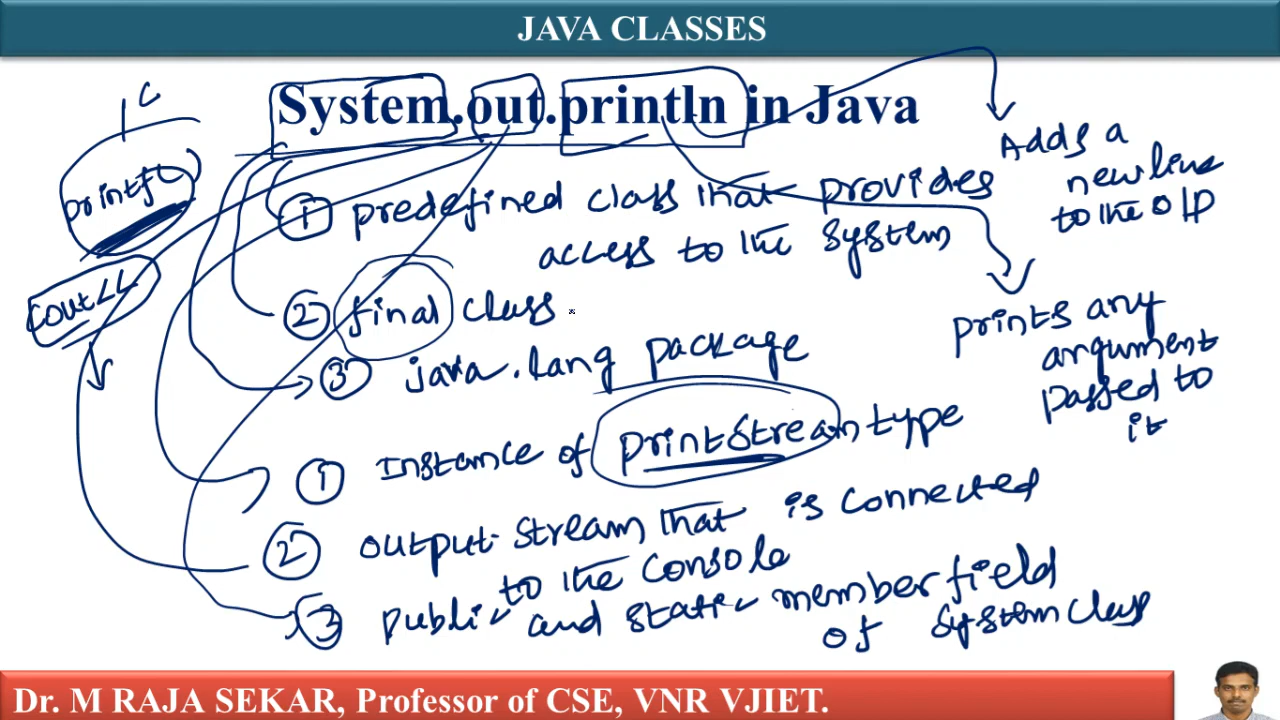 JAVA CLASSES
System.out.println in Java
C
printf()
cout<<
① predefined class that provides
access to the system
② final class
③ java.lang package
① Instance of printstream type
② output stream that is connected
to the console
③ public and static member field
of system class
Adds a
newline
to the O/P
prints any
argument
passed to
it
Dr. M RAJA SEKAR, Professor of CSE, VNR VJIET.